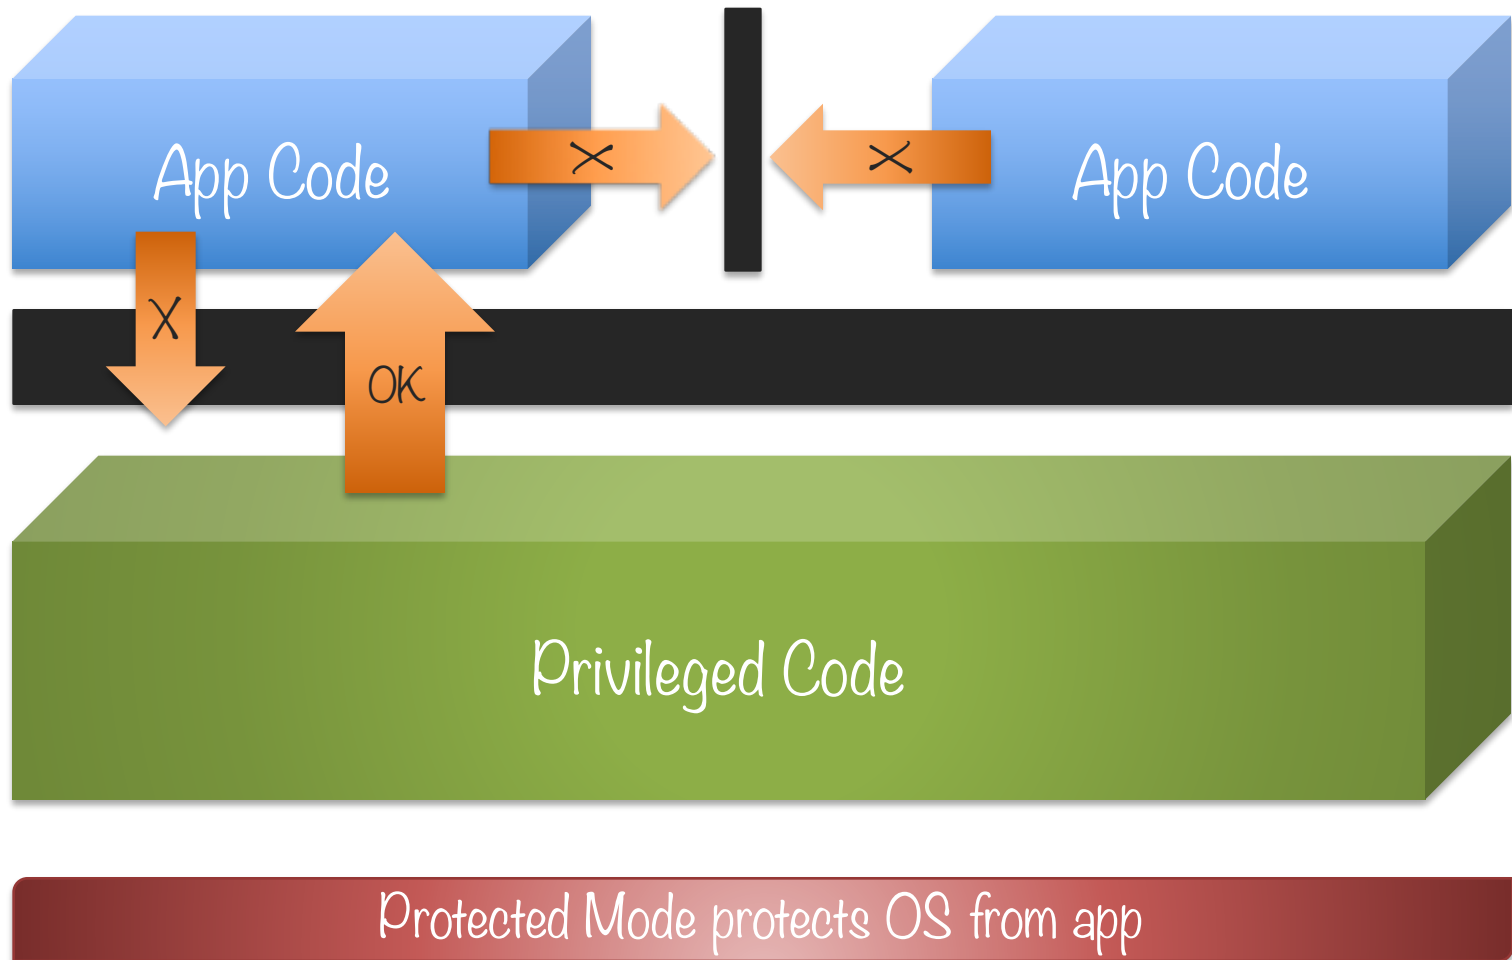 App Code
X
X
App Code
X
OK
Privileged Code
Protected Mode protects OS from app